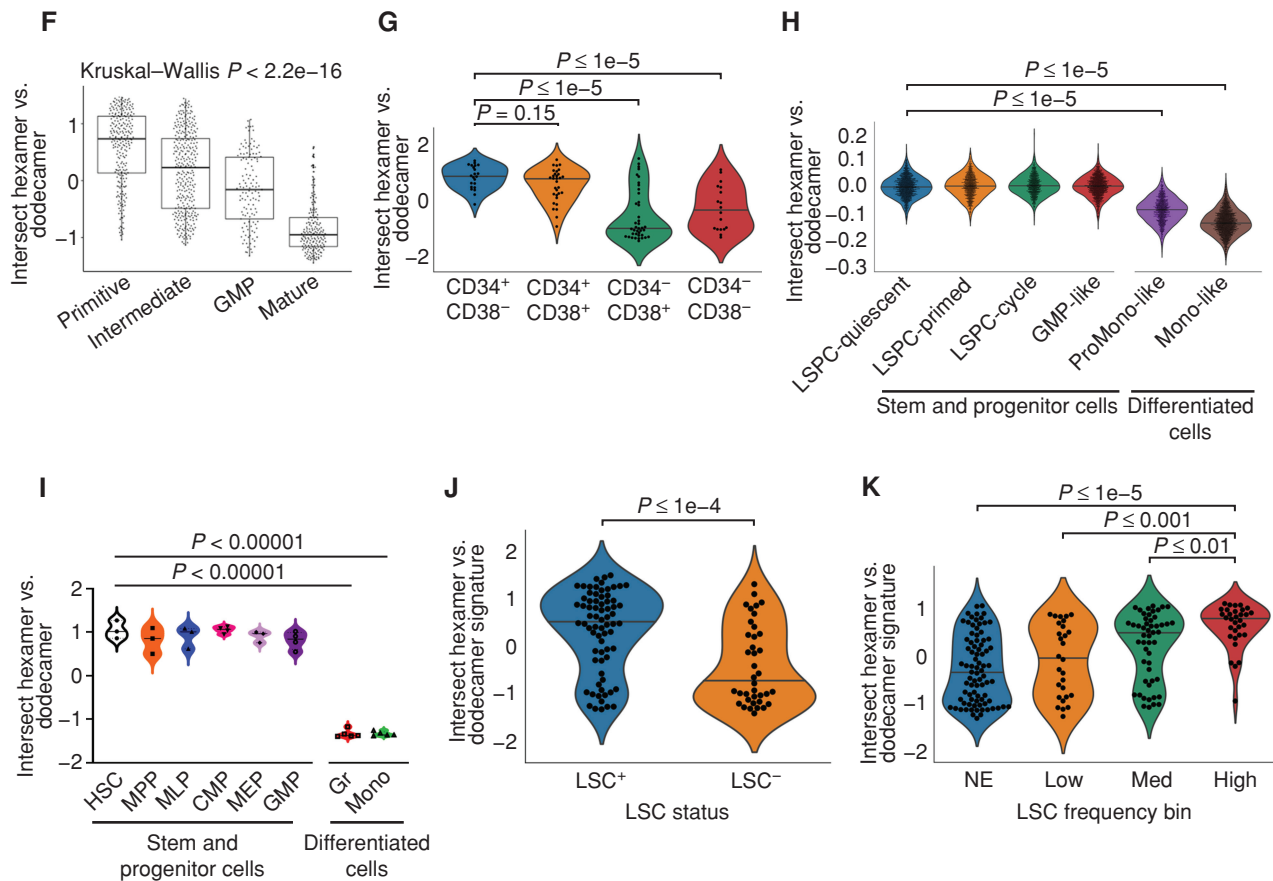 F
Kruskal–Wallis P < 2.2e−16
Intersect hexamer vs.
dodecamer
1
0
−1
Primitive
Intermediate
GMP
Mature
G
P ≤ 1e−5
P ≤ 1e−5
P = 0.15
Intersect hexamer vs.
dodecamer
2
1
0
−2
CD34+ CD34+ CD34− CD34−
CD38− CD38+ CD38+ CD38−
H
P ≤ 1e−5
P ≤ 1e−5
Intersect hexamer vs.
dodecamer
0.2
0.1
0.0
−0.1
−0.2
−0.3
LSPC-quiescent
LSPC-primed
LSPC-cycle
GMP-like
ProMono-like
Mono-like
Stem and progenitor cells
Differentiated
cells
I
P < 0.00001
P < 0.00001
Intersect hexamer vs.
dodecamer
2
1
0
−1
−2
HSC
MPP
MLP
CMP
MEP
GMP
Gr
Mono
Stem and
progenitor cells
Differentiated
cells
J
P ≤ 1e−4
Intersect hexamer vs.
dodecamer signature
2
1
0
−1
−2
LSC+ LSC−
LSC status
K
P ≤ 1e−5
P ≤ 0.001
P ≤ 0.01
Intersect hexamer vs.
dodecamer signature
2
1
0
−1
−2
NE Low Med High
LSC frequency bin